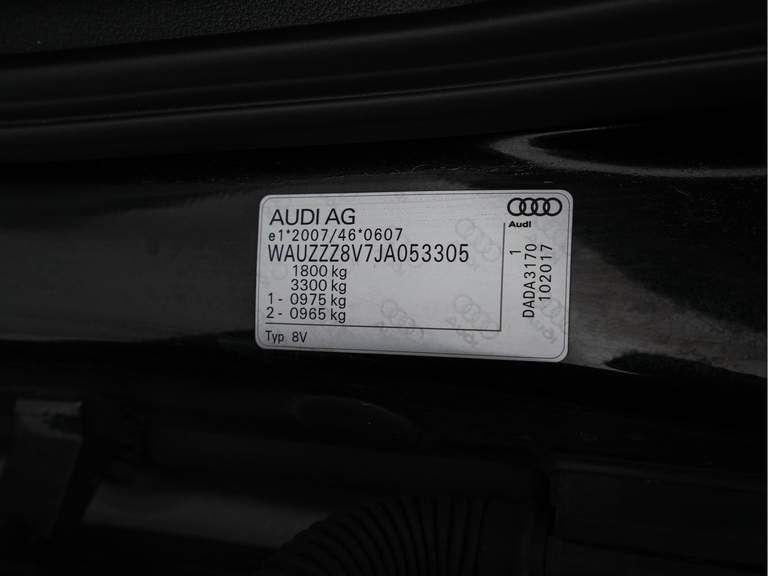 AUDI AG
Audi
e1*2007/46*0607
WAUZZZ8V7JA053305
1800 kg
3300 kg
1 - 0975 kg
2 - 0965 kg
Typ 8V
1
DADA3170
102017